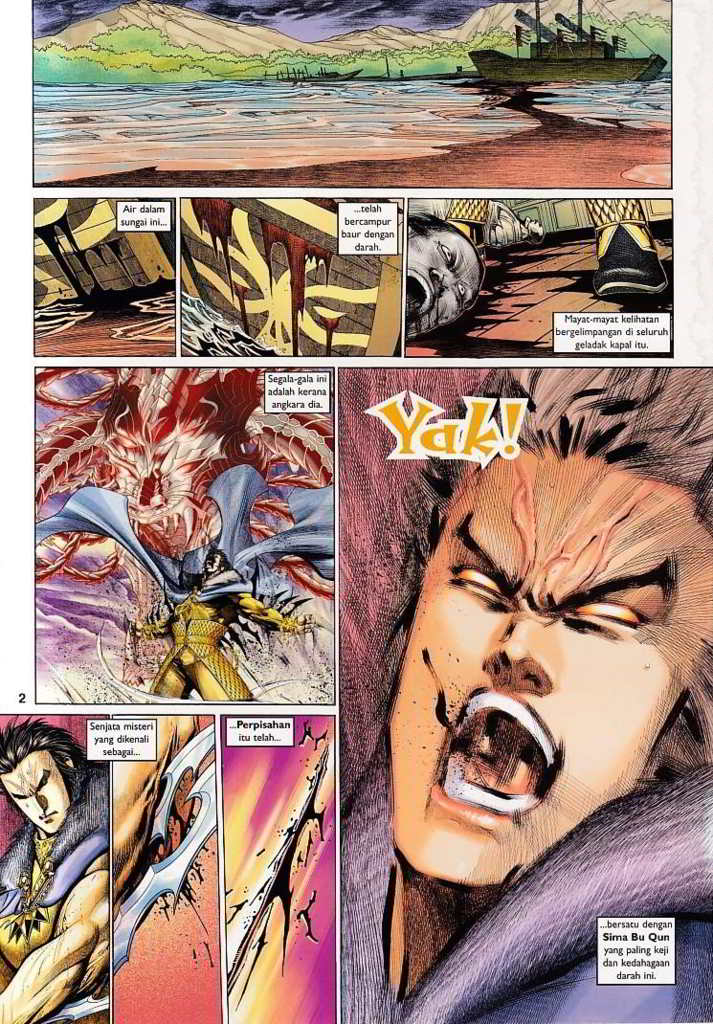 Air dalam
sungai ini...
...telah
bercampur
baur dengan
darah.
Mayat-mayat kelihatan
bergelimpangan di seluruh
geladak kapal itu.
Segala-gala ini
adalah kerana
angkara dia.
Yak!
2
Senjata misteri
yang dikenali
sebagai...
...Perpisahan
itu telah...
...bersatu dengan
Sima Bu Qun
yang paling keji
dan kedahagaan
darah ini.